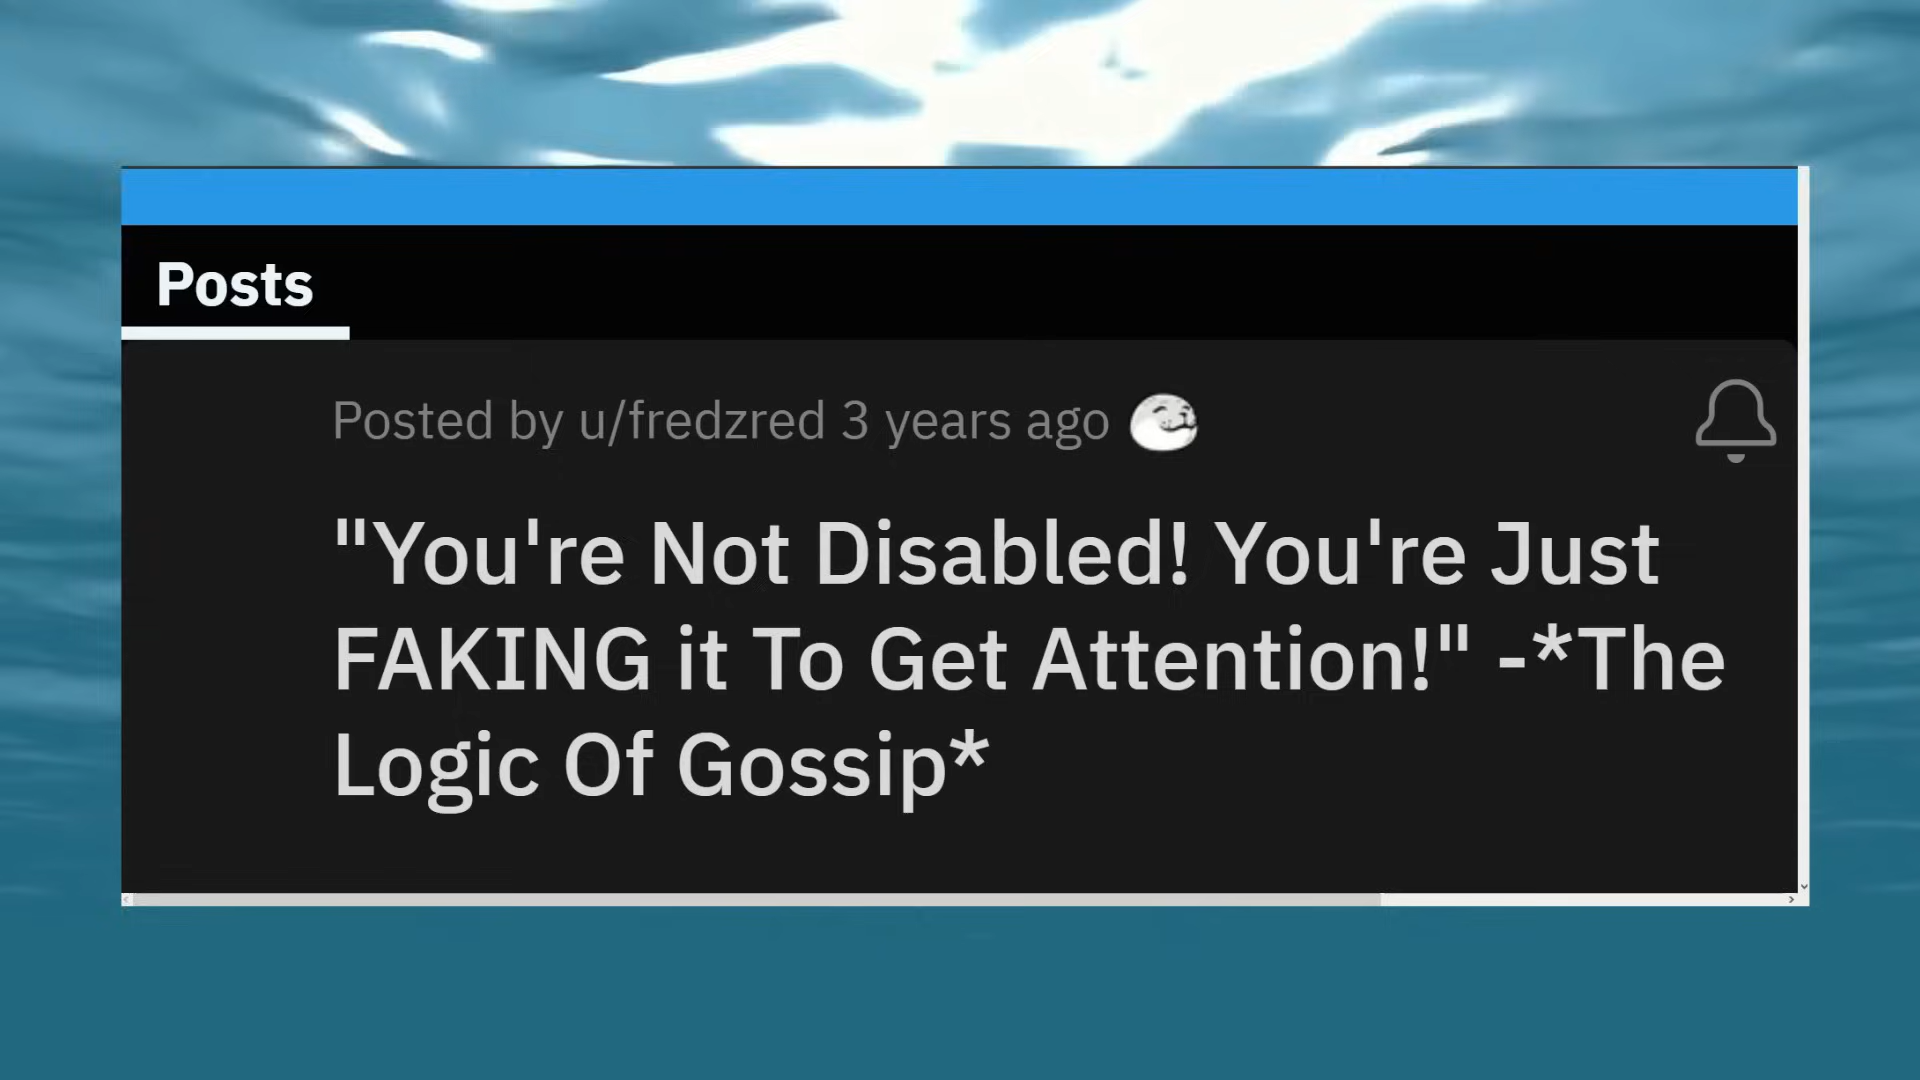 Posts
Posted by u/fredzred 3 years ago
"You're Not Disabled! You're Just
FAKING it To Get Attention!" -*The
Logic Of Gossip*